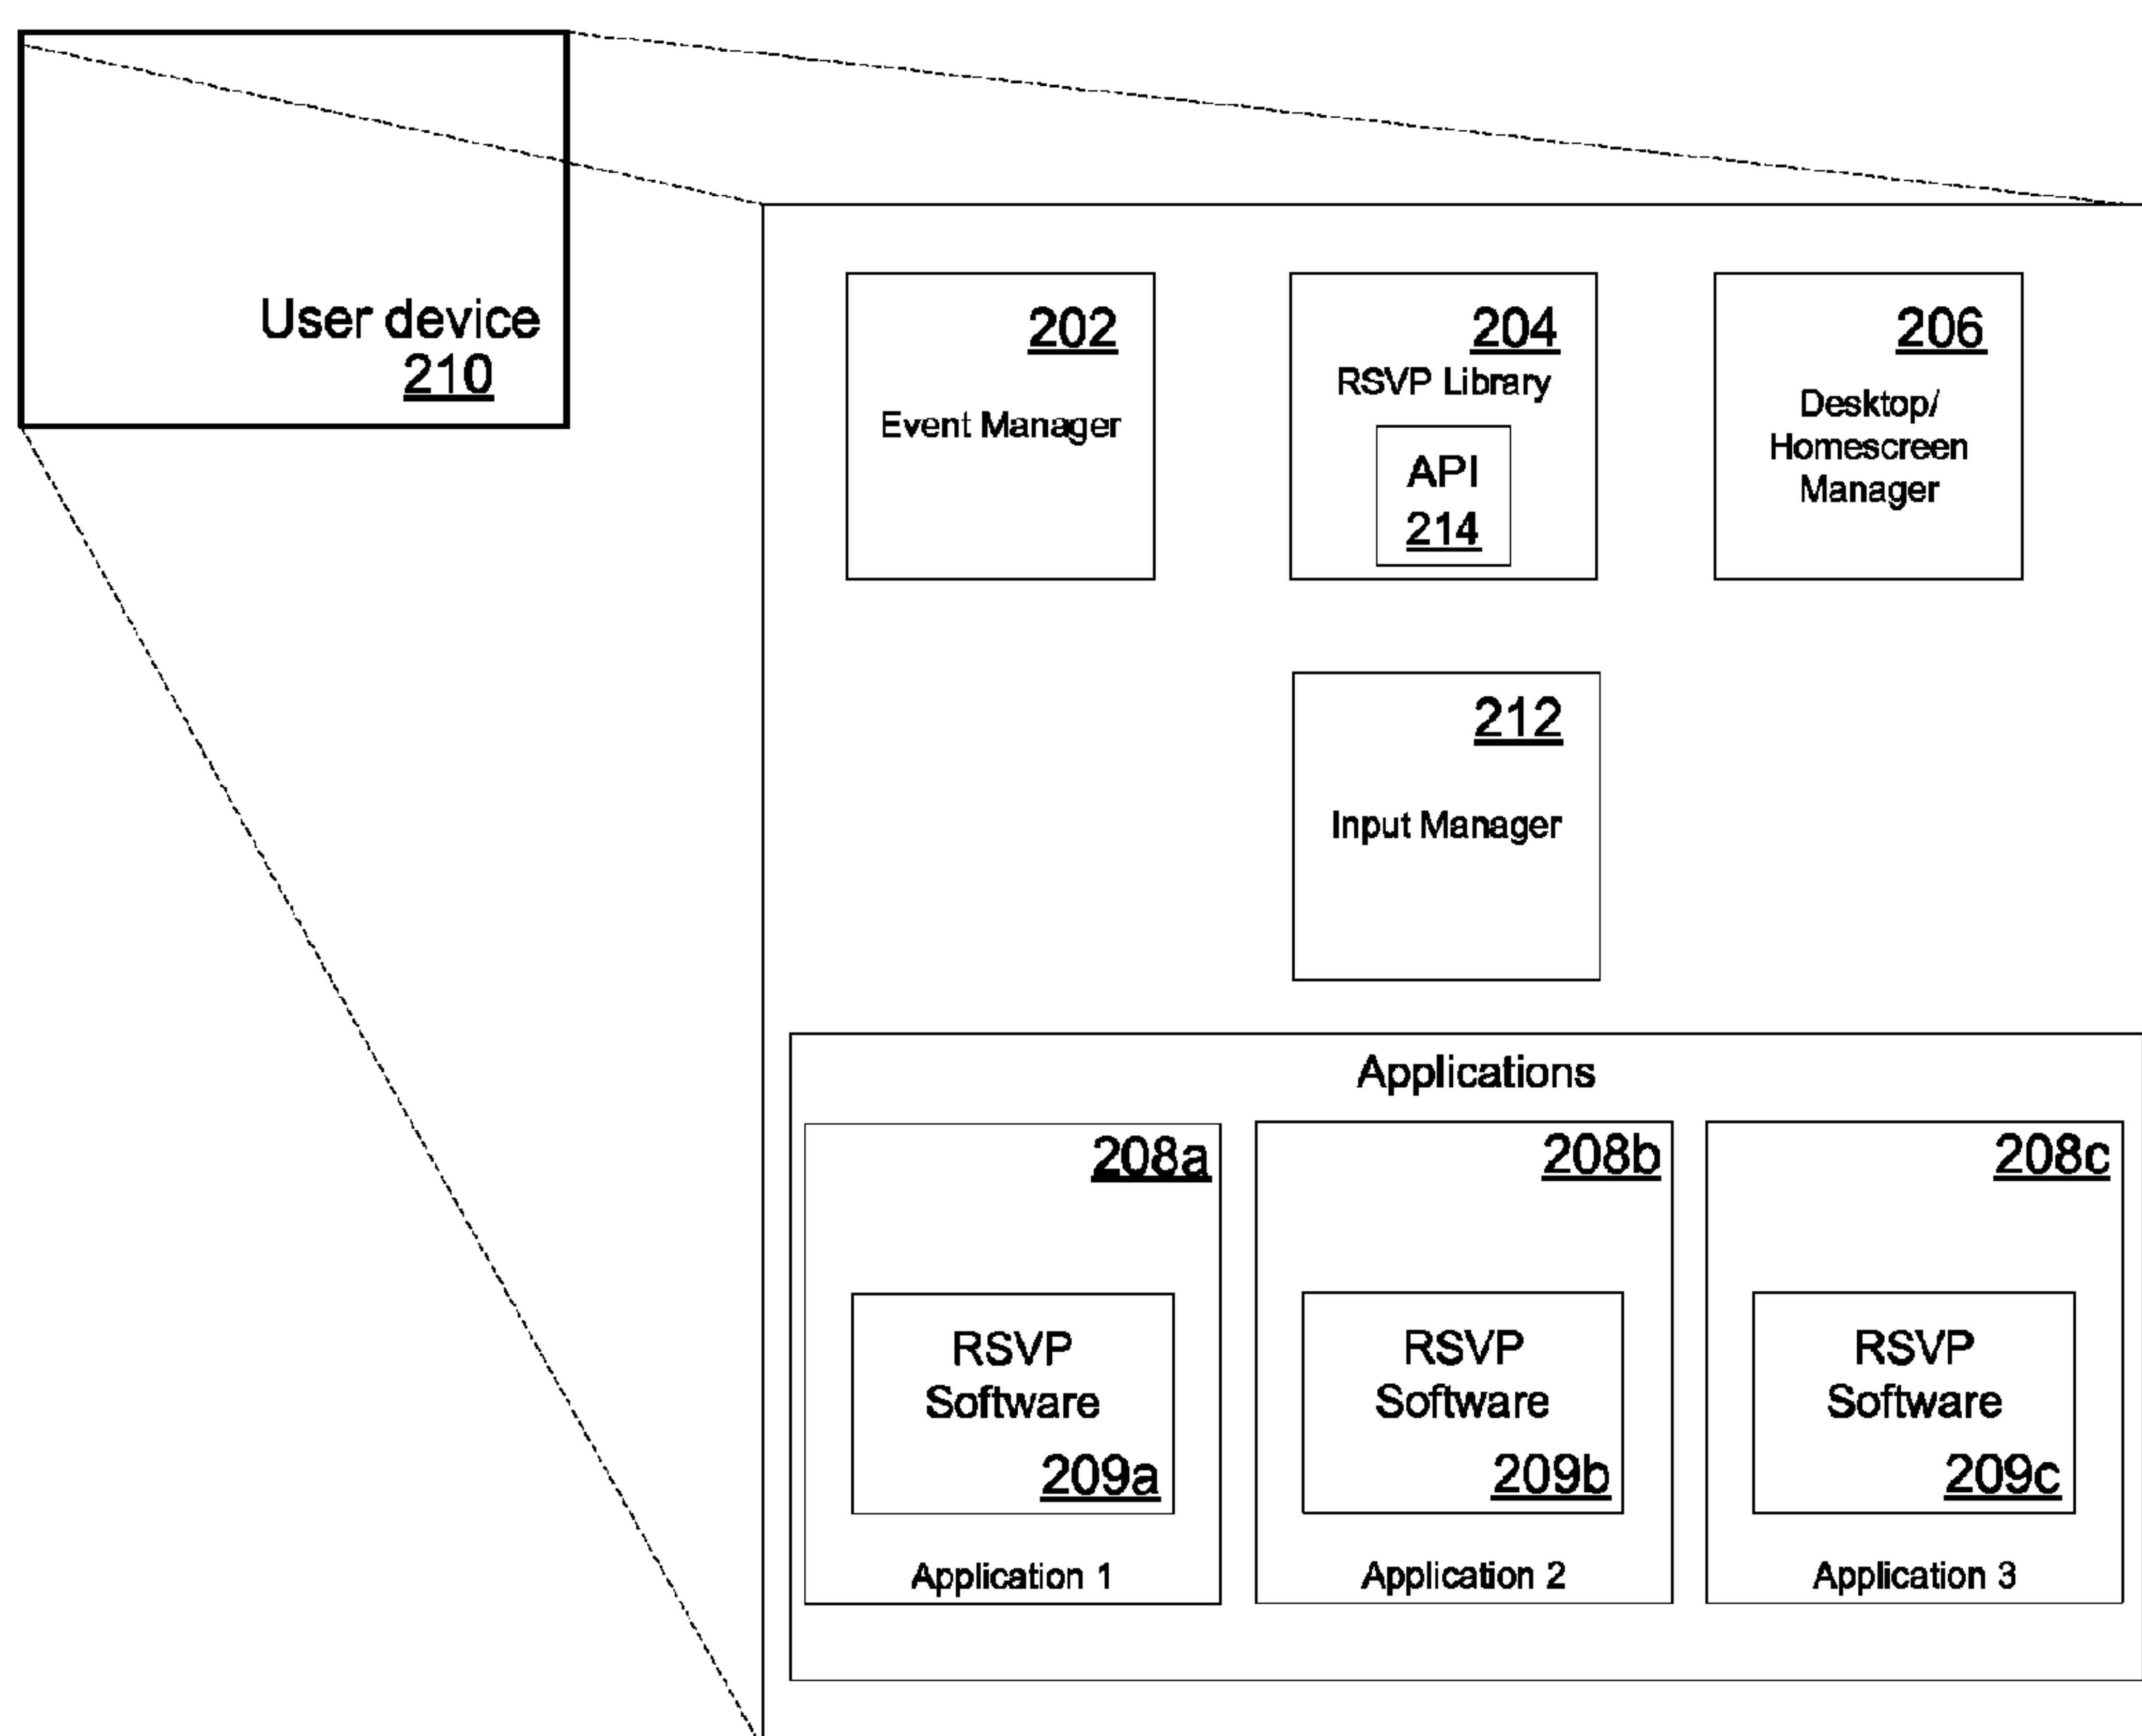 User device
210
202
Event Manager
204
RSVP Library
API
214
206
Desktop/
Homescreen
Manager
212
Input Manager
Applications
208a
RSVP
Software
209a
Application 1
208b
RSVP
Software
209b
Application 2
208c
RSVP
Software
209c
Application 3